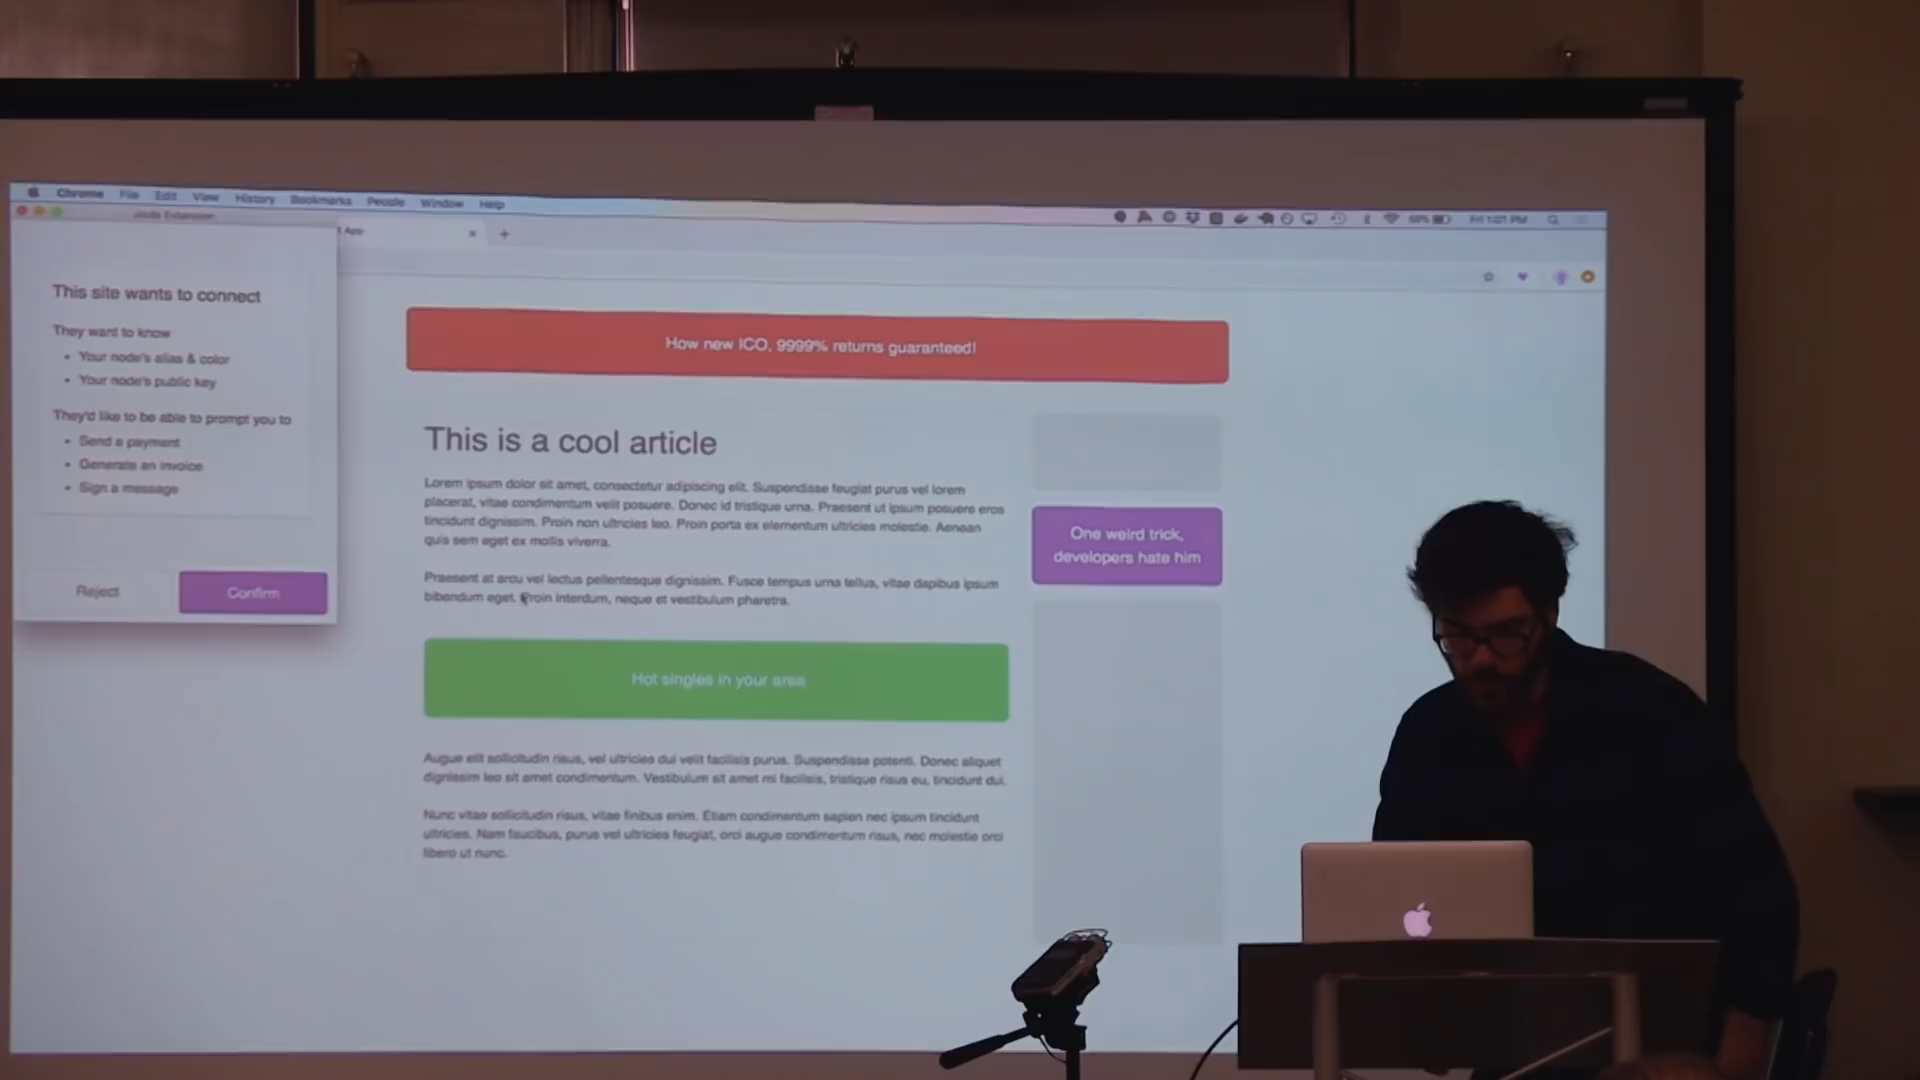 Chrome File Edit View History Bookmarks People Window Help
Fri 1:21 PM
Joule Extension
App
This site wants to connect
They want to know
• Your node's alias & color
• Your node's public key
They'd like to be able to prompt you to
• Send a payment
• Generate an invoice
• Sign a message
Reject
Confirm
How new ICO, 9999% returns guaranteed!
This is a cool article
Lorem ipsum dolor sit amet, consectetur adipiscing elit. Suspendisse feugiat purus vel lorem
placerat, vitae condimentum velit posuere. Donec id tristique urna. Praesent ut ipsum posuere eros
tincidunt dignissim. Proin non ultricies leo. Proin porta ex elementum ultricies molestie. Aenean
quis sem eget ex mollis viverra.
Praesent at arcu vel lectus pellentesque dignissim. Fusce tempus urna tellus, vitae dapibus ipsum
bibendum eget. Proin interdum, neque et vestibulum pharetra.
One weird trick,
developers hate him
Hot singles in your area
Augue elit sollicitudin risus, vel ultricies dui velit facilisis purus. Suspendisse potenti. Donec aliquet
dignissim leo sit amet condimentum. Vestibulum sit amet mi facilisis, tristique risus eu, tincidunt dui.
Nunc vitae sollicitudin risus, vitae finibus enim. Etiam condimentum sapien nec ipsum tincidunt
ultricies. Nam faucibus, purus vel ultricies feugiat, orci augue condimentum risus, nec molestie orci
libero ut nunc.